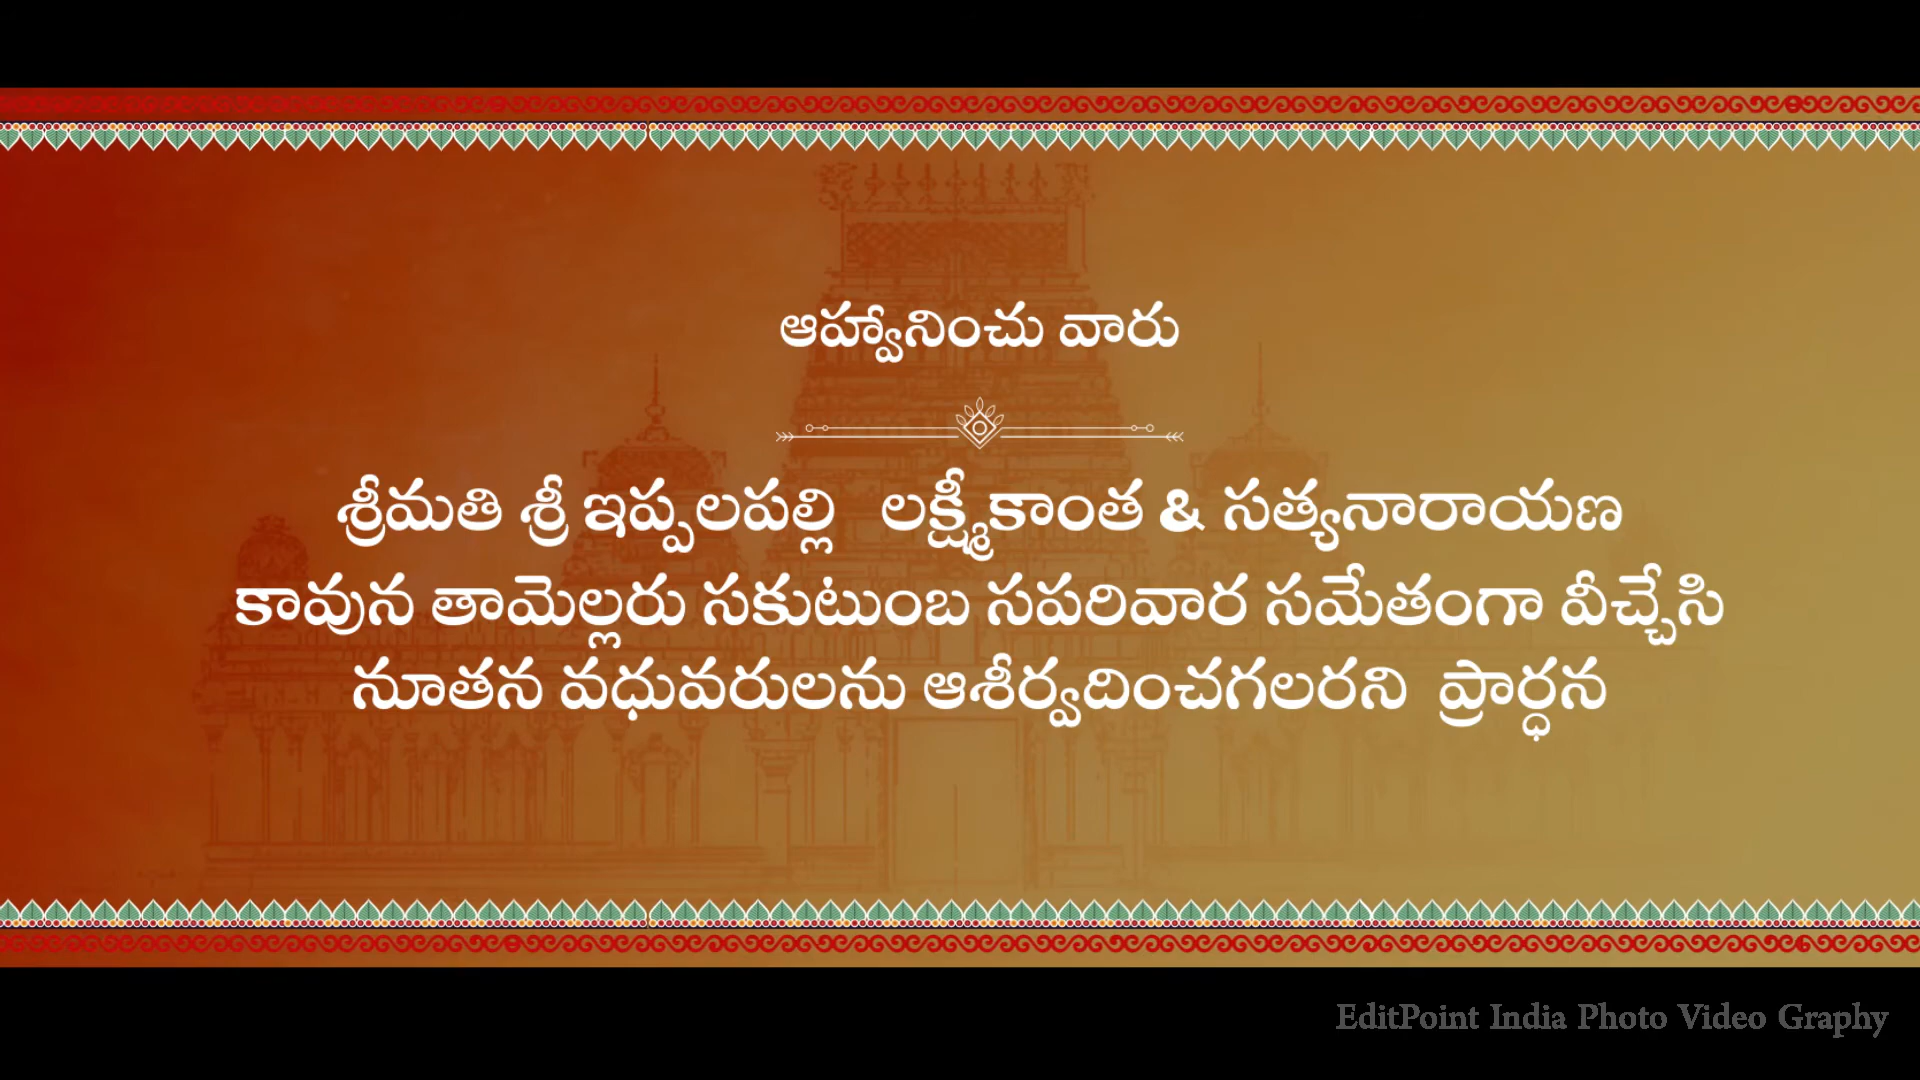 ఆహ్వానించు వారు
శ్రీమతి శ్రీ ఇప్పలపల్లి లక్ష్మీకాంత & సత్యనారాయణ
కావున తామెల్లరు సకుటుంబ సపరివార సమేతంగా వీచ్చేసి
నూతన వధువరులను ఆశీర్వదించగలరని ప్రార్ధన
EditPoint India Photo Video Graphy